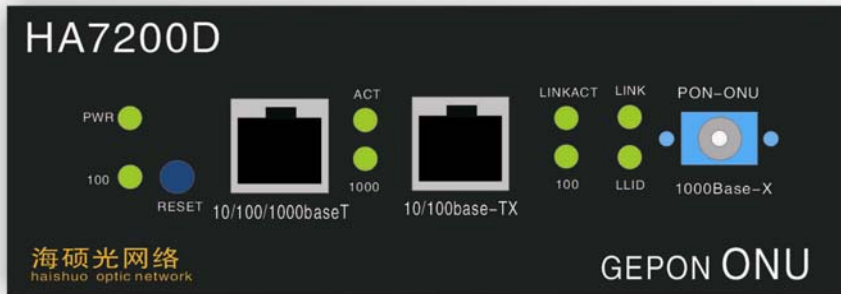 HA7200D
PWR
100
RESET
10/100/1000baseT
ACT
1000
10/100base-TX
LINKACT
100
LINK
LLID
PON-ONU
1000Base-X
海硕光网络
haishuo optic network
GEPON ONU